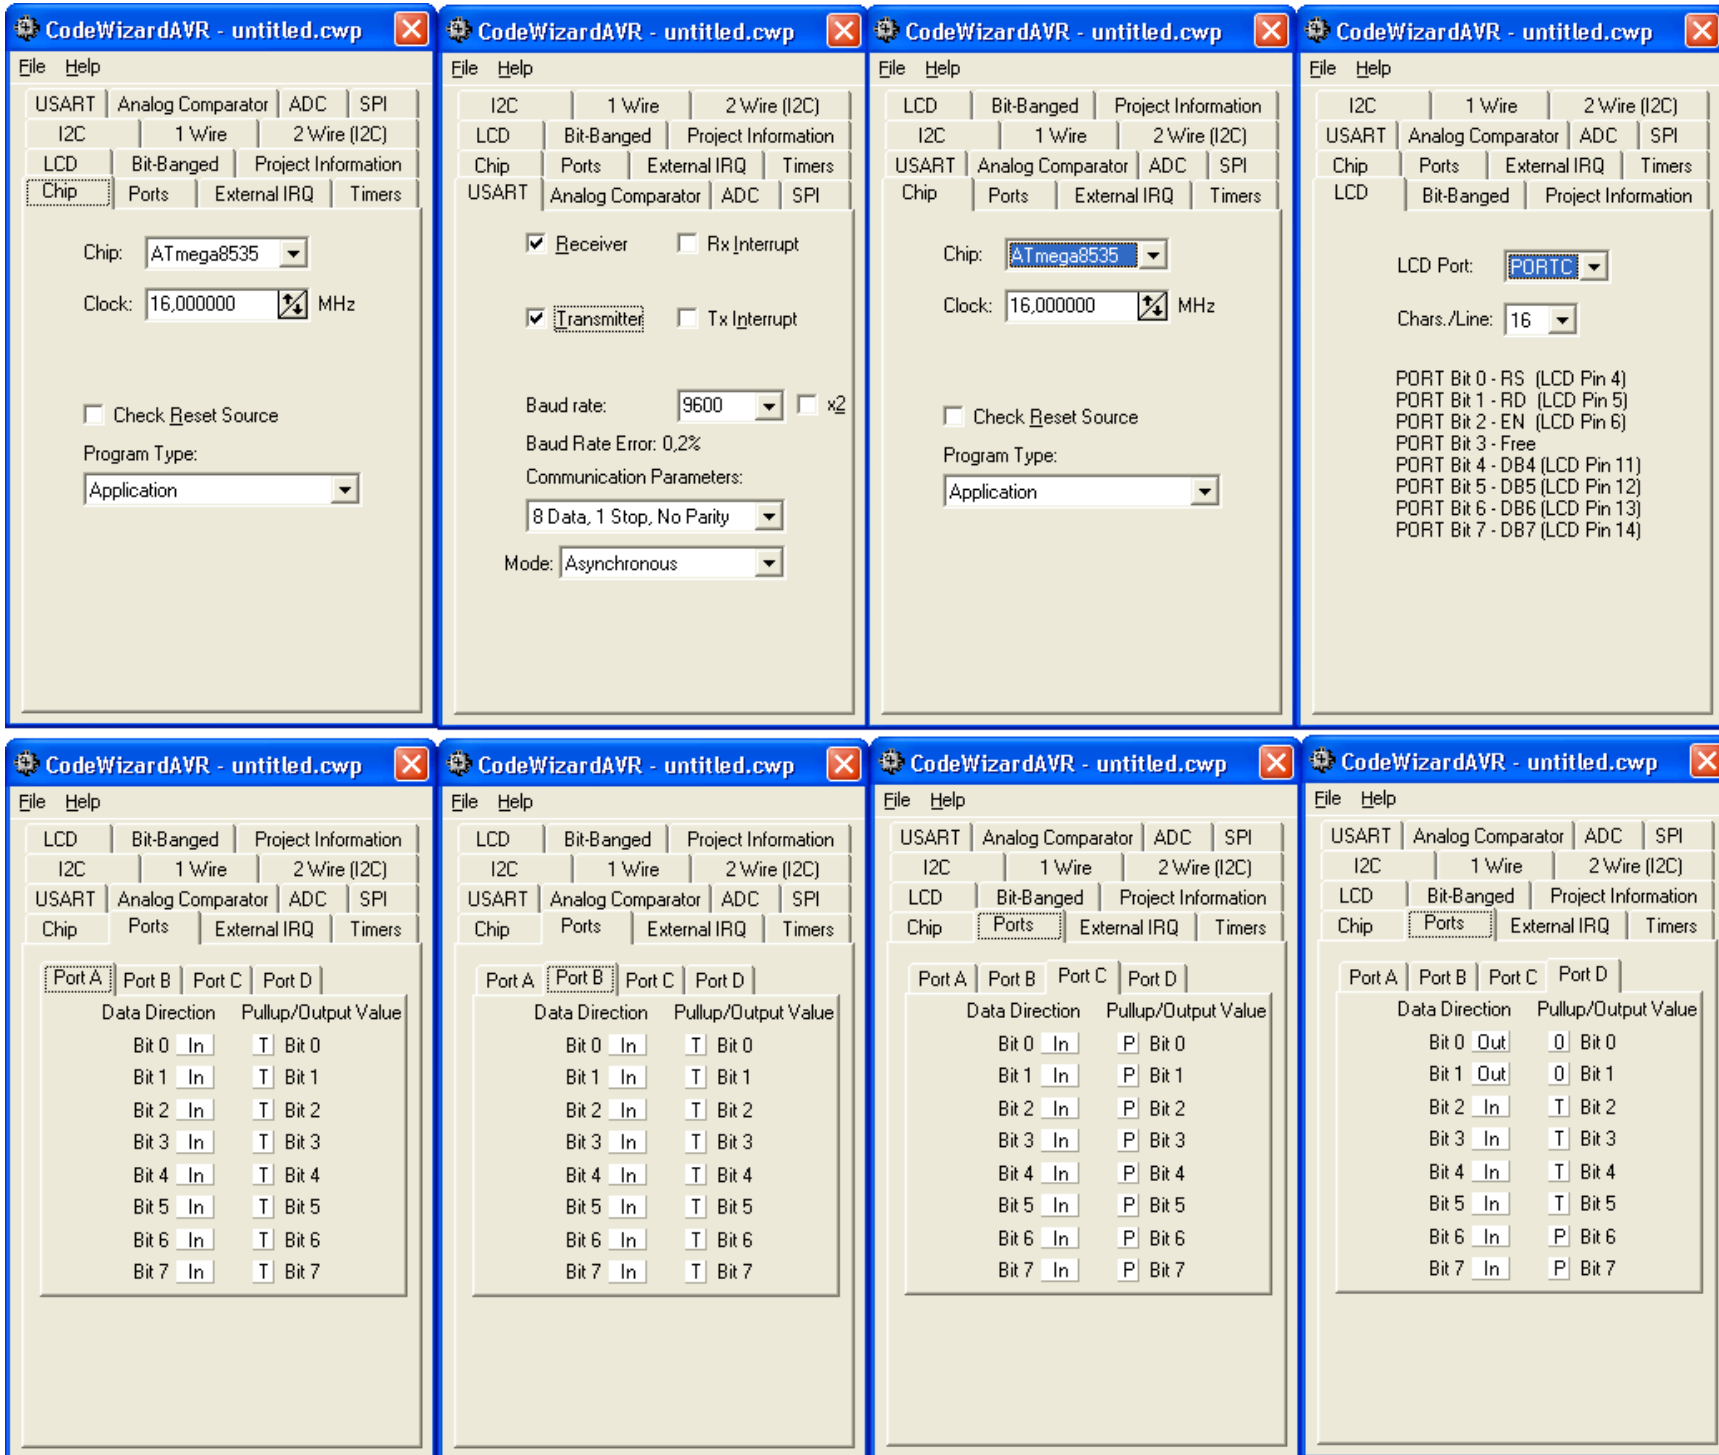 CodeWizardAVR - untitled.cwp
File Help
USART Analog Comparator ADC SPI
I2C 1 Wire 2 Wire (I2C)
LCD Bit-Banged Project Information
Chip Ports External IRQ Timers
Chip: ATmega8535
Clock: 16,000000 MHz
Check Reset Source
Program Type:
Application
CodeWizardAVR - untitled.cwp
File Help
I2C 1 Wire 2 Wire (I2C)
LCD Bit-Banged Project Information
Chip Ports External IRQ Timers
USART Analog Comparator ADC SPI
Receiver Rx Interrupt
Transmitter Tx Interrupt
Baud rate: 9600 x2
Baud Rate Error: 0,2%
Communication Parameters:
8 Data, 1 Stop, No Parity
Mode: Asynchronous
CodeWizardAVR - untitled.cwp
File Help
LCD Bit-Banged Project Information
I2C 1 Wire 2 Wire (I2C)
USART Analog Comparator ADC SPI
Chip Ports External IRQ Timers
Chip: ATmega8535
Clock: 16,000000 MHz
Check Reset Source
Program Type:
Application
CodeWizardAVR - untitled.cwp
File Help
I2C 1 Wire 2 Wire (I2C)
USART Analog Comparator ADC SPI
Chip Ports External IRQ Timers
LCD Bit-Banged Project Information
LCD Port: PORTC
Chars./Line: 16
PORT Bit 0 - RS (LCD Pin 4)
PORT Bit 1 - RD (LCD Pin 5)
PORT Bit 2 - EN (LCD Pin 6)
PORT Bit 3 - Free
PORT Bit 4 - DB4 (LCD Pin 11)
PORT Bit 5 - DB5 (LCD Pin 12)
PORT Bit 6 - DB6 (LCD Pin 13)
PORT Bit 7 - DB7 (LCD Pin 14)
CodeWizardAVR - untitled.cwp
File Help
LCD Bit-Banged Project Information
I2C 1 Wire 2 Wire (I2C)
USART Analog Comparator ADC SPI
Chip Ports External IRQ Timers
Port A Port B Port C Port D
Data Direction Pullup/Output Value
Bit 0 In T Bit 0
Bit 1 In T Bit 1
Bit 2 In T Bit 2
Bit 3 In T Bit 3
Bit 4 In T Bit 4
Bit 5 In T Bit 5
Bit 6 In T Bit 6
Bit 7 In T Bit 7
CodeWizardAVR - untitled.cwp
File Help
LCD Bit-Banged Project Information
I2C 1 Wire 2 Wire (I2C)
USART Analog Comparator ADC SPI
Chip Ports External IRQ Timers
Port A Port B Port C Port D
Data Direction Pullup/Output Value
Bit 0 In T Bit 0
Bit 1 In T Bit 1
Bit 2 In T Bit 2
Bit 3 In T Bit 3
Bit 4 In T Bit 4
Bit 5 In T Bit 5
Bit 6 In T Bit 6
Bit 7 In T Bit 7
CodeWizardAVR - untitled.cwp
File Help
USART Analog Comparator ADC SPI
I2C 1 Wire 2 Wire (I2C)
LCD Bit-Banged Project Information
Chip Ports External IRQ Timers
Port A Port B Port C Port D
Data Direction Pullup/Output Value
Bit 0 In P Bit 0
Bit 1 In P Bit 1
Bit 2 In P Bit 2
Bit 3 In P Bit 3
Bit 4 In P Bit 4
Bit 5 In P Bit 5
Bit 6 In P Bit 6
Bit 7 In P Bit 7
CodeWizardAVR - untitled.cwp
File Help
USART Analog Comparator ADC SPI
I2C 1 Wire 2 Wire (I2C)
LCD Bit-Banged Project Information
Chip Ports External IRQ Timers
Port A Port B Port C Port D
Data Direction Pullup/Output Value
Bit 0 Out 0 Bit 0
Bit 1 Out 0 Bit 1
Bit 2 In T Bit 2
Bit 3 In T Bit 3
Bit 4 In T Bit 4
Bit 5 In T Bit 5
Bit 6 In P Bit 6
Bit 7 In P Bit 7